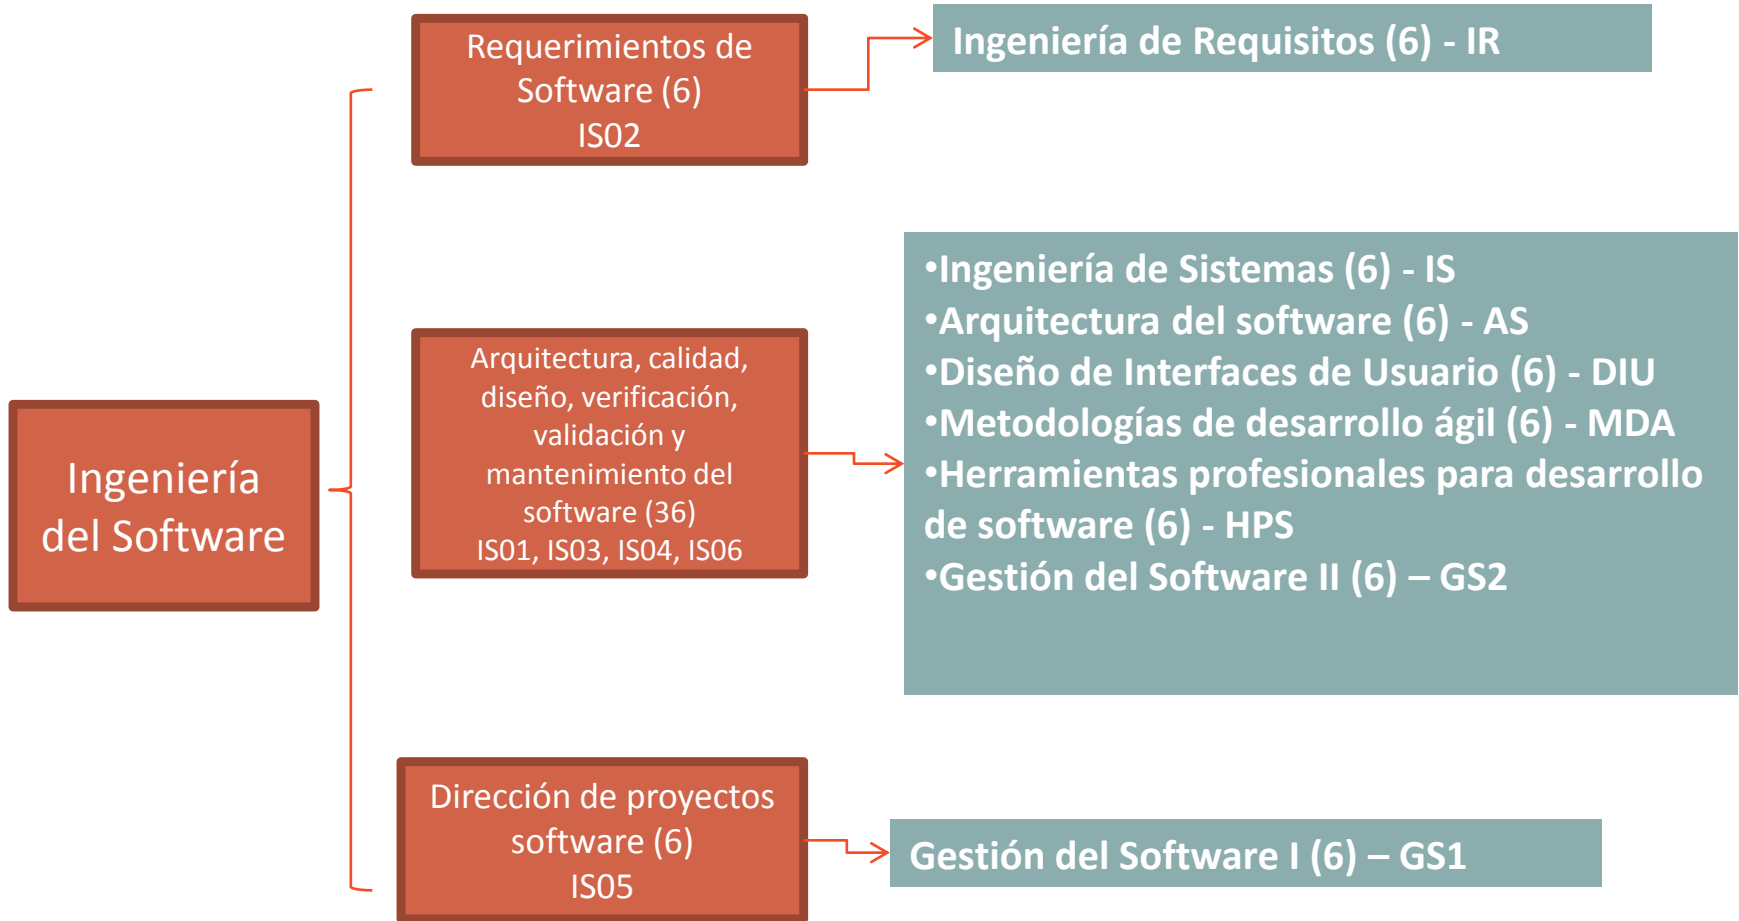 Ingeniería
del Software
Requerimientos de
Software (6)
IS02
Ingeniería de Requisitos (6) - IR
Arquitectura, calidad,
diseño, verificación,
validación y
mantenimiento del
software (36)
IS01, IS03, IS04, IS06
•Ingeniería de Sistemas (6) - IS
•Arquitectura del software (6) - AS
•Diseño de Interfaces de Usuario (6) - DIU
•Metodologías de desarrollo ágil (6) - MDA
•Herramientas profesionales para desarrollo
de software (6) - HPS
•Gestión del Software II (6) – GS2
Dirección de proyectos
software (6)
IS05
Gestión del Software I (6) – GS1